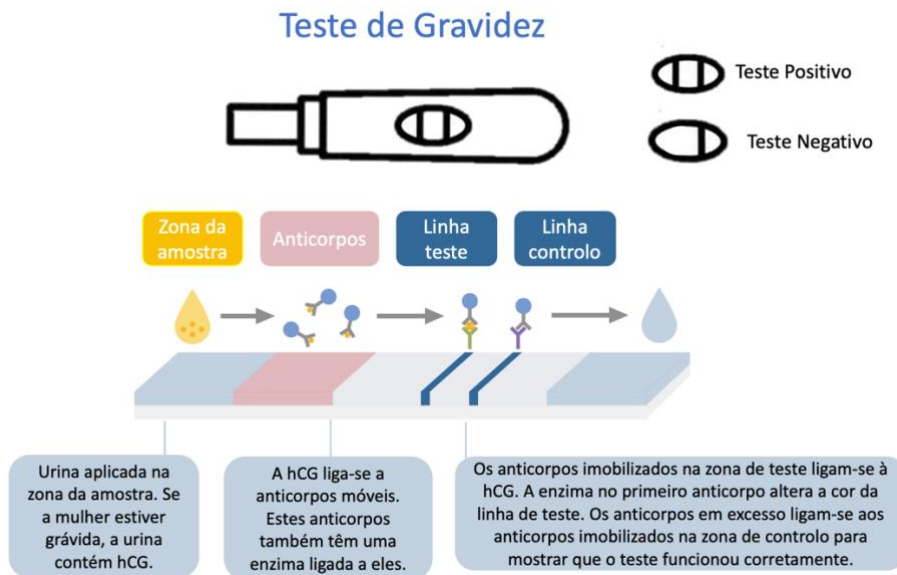 Teste de Gravidez
Teste Positivo
Teste Negativo
Zona da
amostra
Anticorpos
Linha
teste
Linha
controlo
Urina aplicada na
zona da amostra. Se
a mulher estiver
grávida, a urina
contém hCG.
A hCG liga-se a
anticorpos móveis.
Estes anticorpos
também têm uma
enzima ligada a eles.
Os anticorpos imobilizados na zona de teste ligam-se à
hCG. A enzima no primeiro anticorpo altera a cor da
linha de teste. Os anticorpos em excesso ligam-se aos
anticorpos imobilizados na zona de controlo para
mostrar que o teste funcionou corretamente.